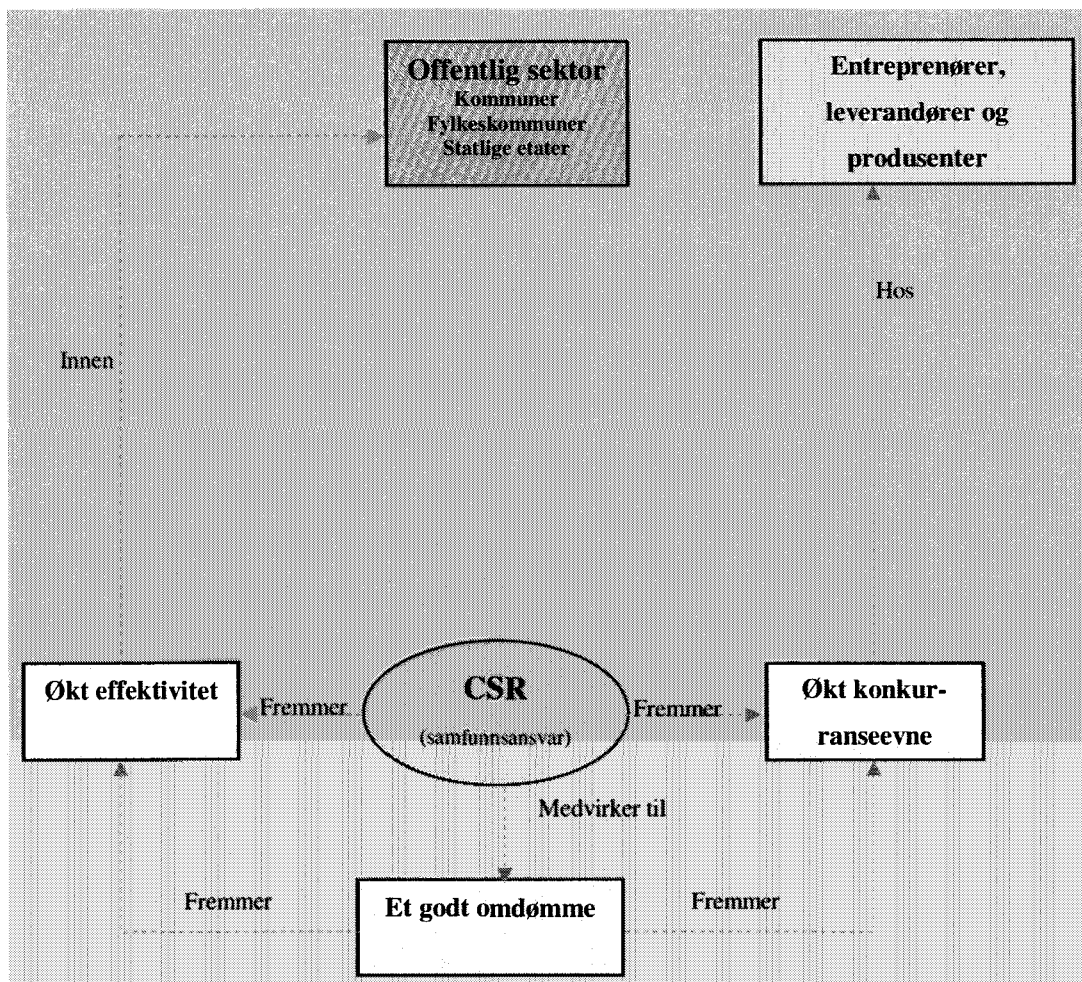 Offentlig sektor
Kommuner
Fylkeskommuner
Statlige etater
Entreprenører,
leverandører og
produsenter
Hos
Innen
Økt effektivitet
Fremmer
CSR
(samfunnsansvar)
Fremmer
Økt konkur-
ranseevne
Medvirker til
Fremmer
Et godt omdømme
Fremmer